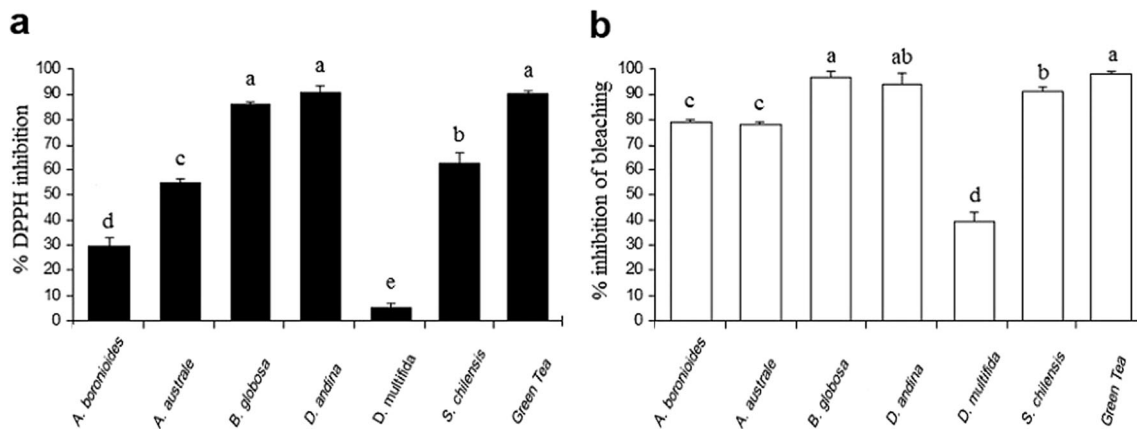 a
% DPPH inhibition
100
90
80
70
60
50
40
30
20
10
0
d
c
a
a
e
b
a
A. boronioides
A. australe
B. globosa
D. andina
D. multifida
S. chilensis
Green Tea
b
% inhibition of bleaching
100
90
80
70
60
50
40
30
20
10
0
c
c
a
ab
d
b
a
A. boronioides
A. australe
B. globosa
D. andina
D. multifida
S. chilensis
Green Tea